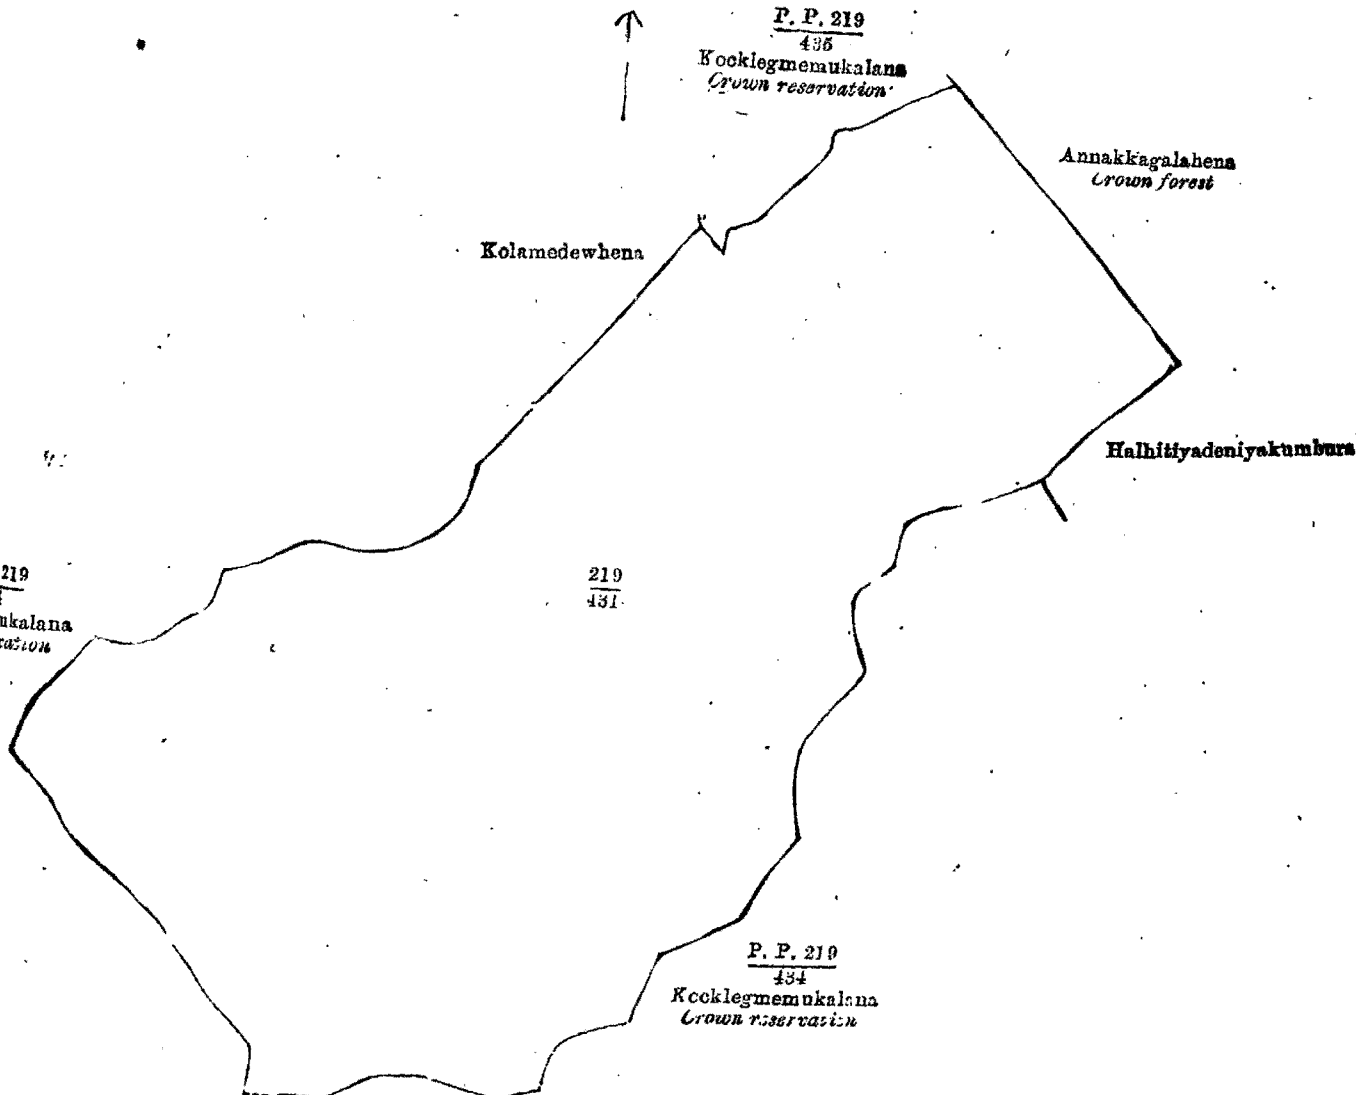 P. P. 219
435
Kocklegmemukalana
Crown reservation
Annakkagalahena
Crown forest
Kolamedewhena
Halhitiyadeniyakumbura
219
431
219
ukalana
vation
P. P. 219
434
Kocklegmemukalana
Crown reservation